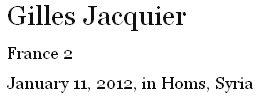 Gilles Jacquier
France 2
January 11, 2012, in Homs, Syria